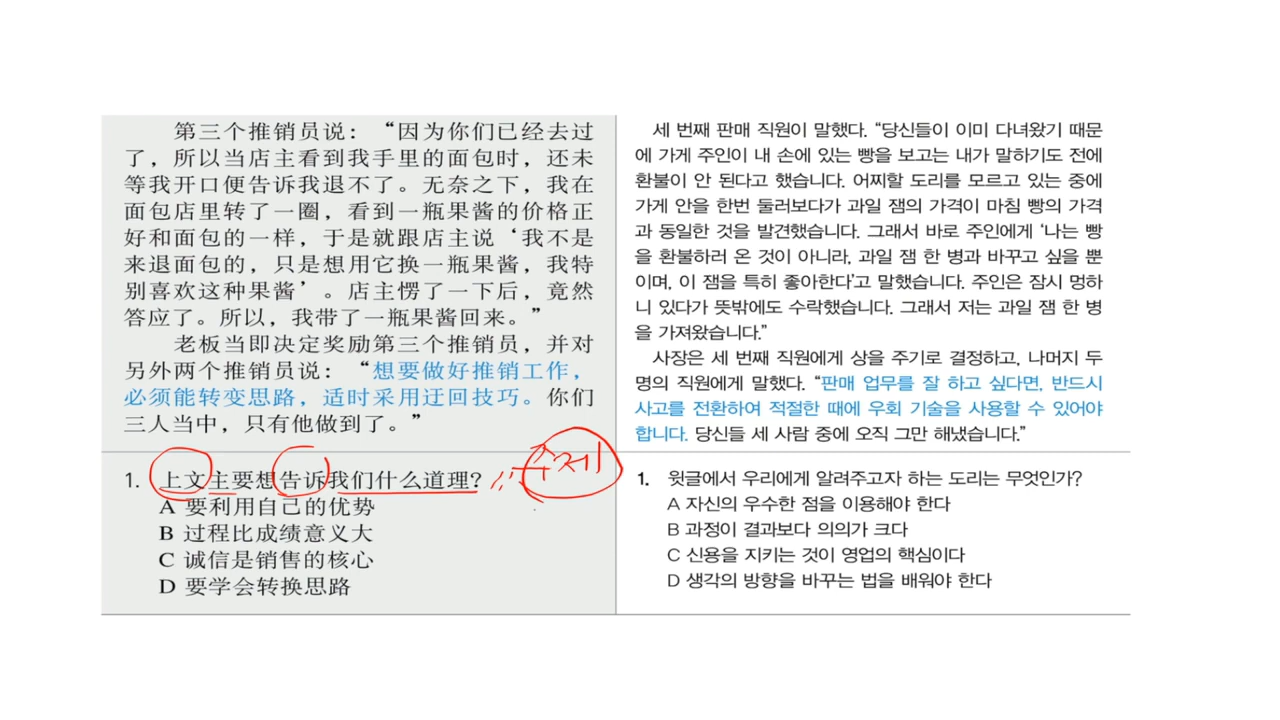 第三个推销员说：“因为你们已经去过
了，所以当店主看到我手里的面包时，还未
等我开口便告诉我退不了。无奈之下，我在
面包店里转了一圈，看到一瓶果酱的价格正
好和面包的一样，于是就跟店主说‘我不是
来退面包的，只是想用它换一瓶果酱，我特
别喜欢这种果酱’。店主愣了一下后，竟然
答应了。所以，我带了一瓶果酱回来。”
老板当即决定奖励第三个推销员，并对
另外两个推销员说：“想要做好推销工作，
必须能转变思路，适时采用迂回技巧。你们
三人当中，只有他做到了。”
1. 上文主要想告诉我们什么道理？
주제
A 要利用自己的优势
B 过程比成绩意义大
C 诚信是销售的核心
D 要学会转换思路
세 번째 판매 직원이 말했다. “당신들이 이미 다녀왔기 때문
에 가게 주인이 내 손에 있는 빵을 보고는 내가 말하기도 전에
환불이 안 된다고 했습니다. 어찌할 도리를 모르고 있는 중에
가게 안을 한번 둘러보다가 과일 잼의 가격이 마침 빵의 가격
과 동일한 것을 발견했습니다. 그래서 바로 주인에게 ‘나는 빵
을 환불하러 온 것이 아니라, 과일 잼 한 병과 바꾸고 싶을 뿐
이며, 이 잼을 특히 좋아한다’고 말했습니다. 주인은 잠시 멍하
니 있다가 뜻밖에도 수락했습니다. 그래서 저는 과일 잼 한 병
을 가져왔습니다.”
사장은 세 번째 직원에게 상을 주기로 결정하고, 나머지 두
명의 직원에게 말했다. “판매 업무를 잘 하고 싶다면, 반드시
사고를 전환하여 적절한 때에 우회 기술을 사용할 수 있어야
합니다. 당신들 세 사람 중에 오직 그만 해냈습니다.”
1. 윗글에서 우리에게 알려주고자 하는 도리는 무엇인가?
A 자신의 우수한 점을 이용해야 한다
B 과정이 결과보다 의의가 크다
C 신용을 지키는 것이 영업의 핵심이다
D 생각의 방향을 바꾸는 법을 배워야 한다